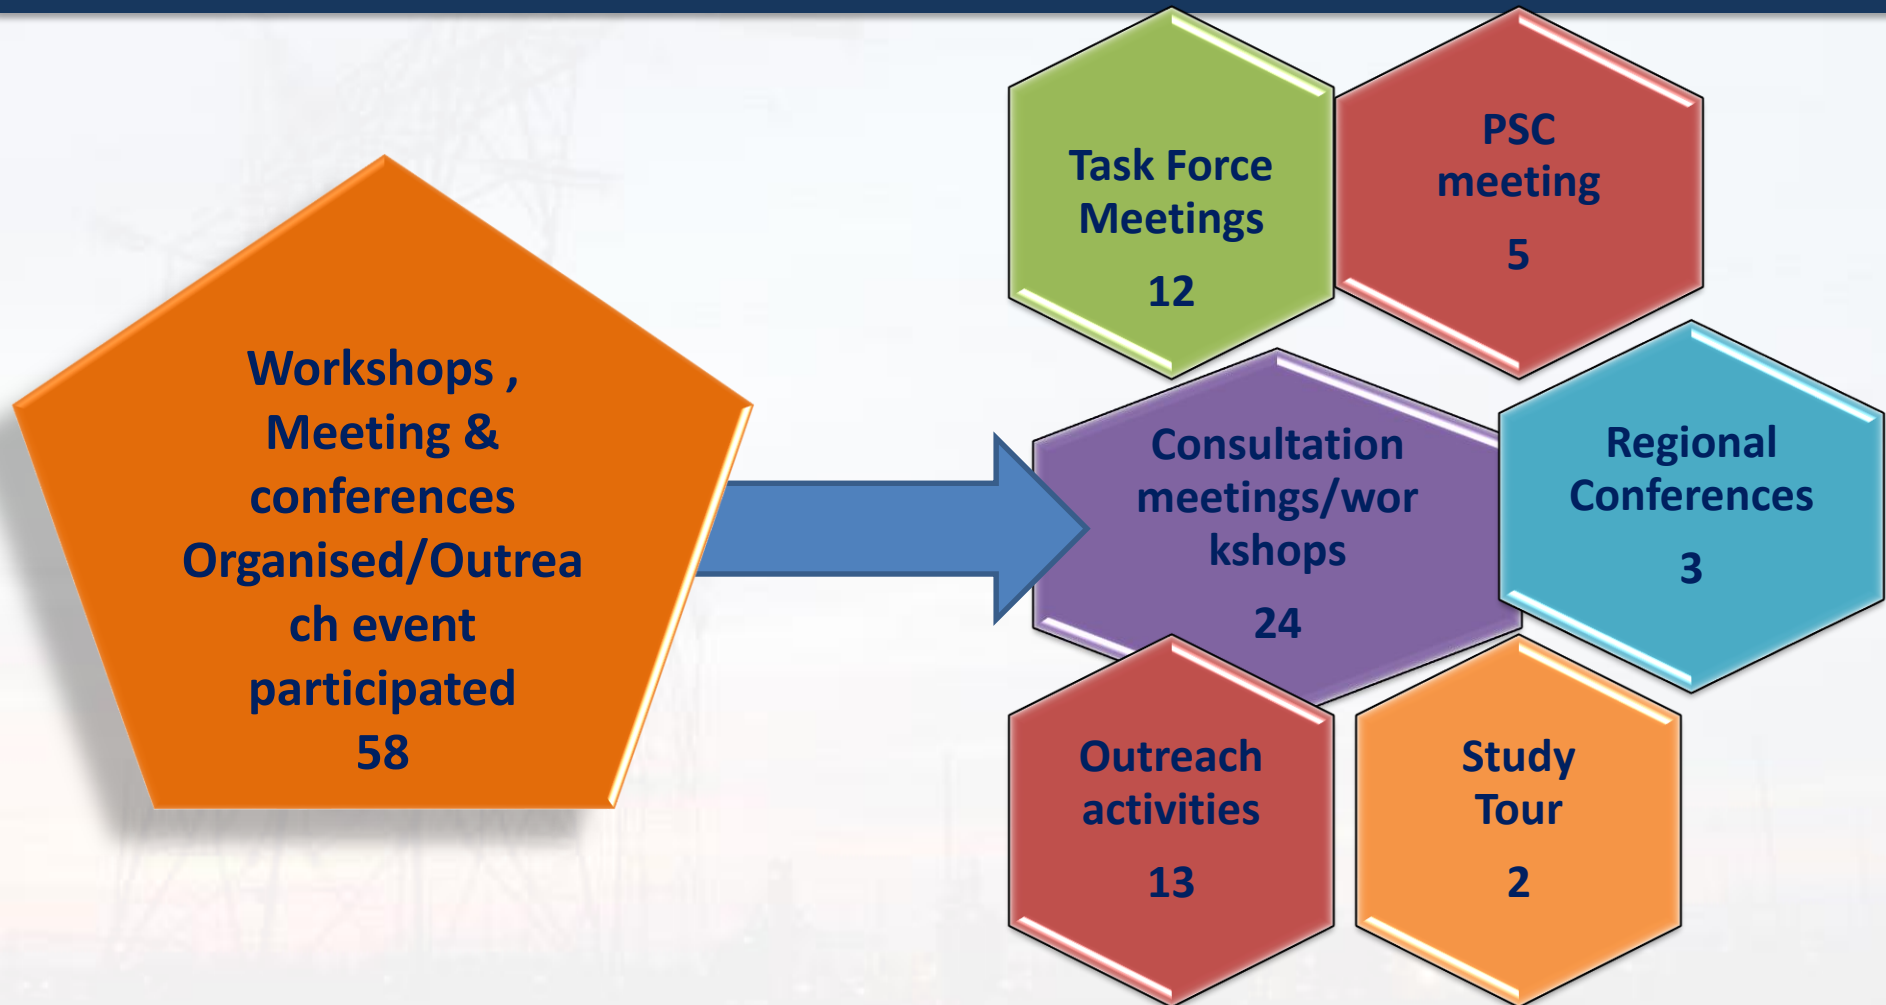 Workshops ,
Meeting &
conferences
Organised/Outrea
ch event
participated
58
Task Force
Meetings
12
PSC
meeting
5
Consultation
meetings/wor
kshops
24
Regional
Conferences
3
Outreach
activities
13
Study
Tour
2